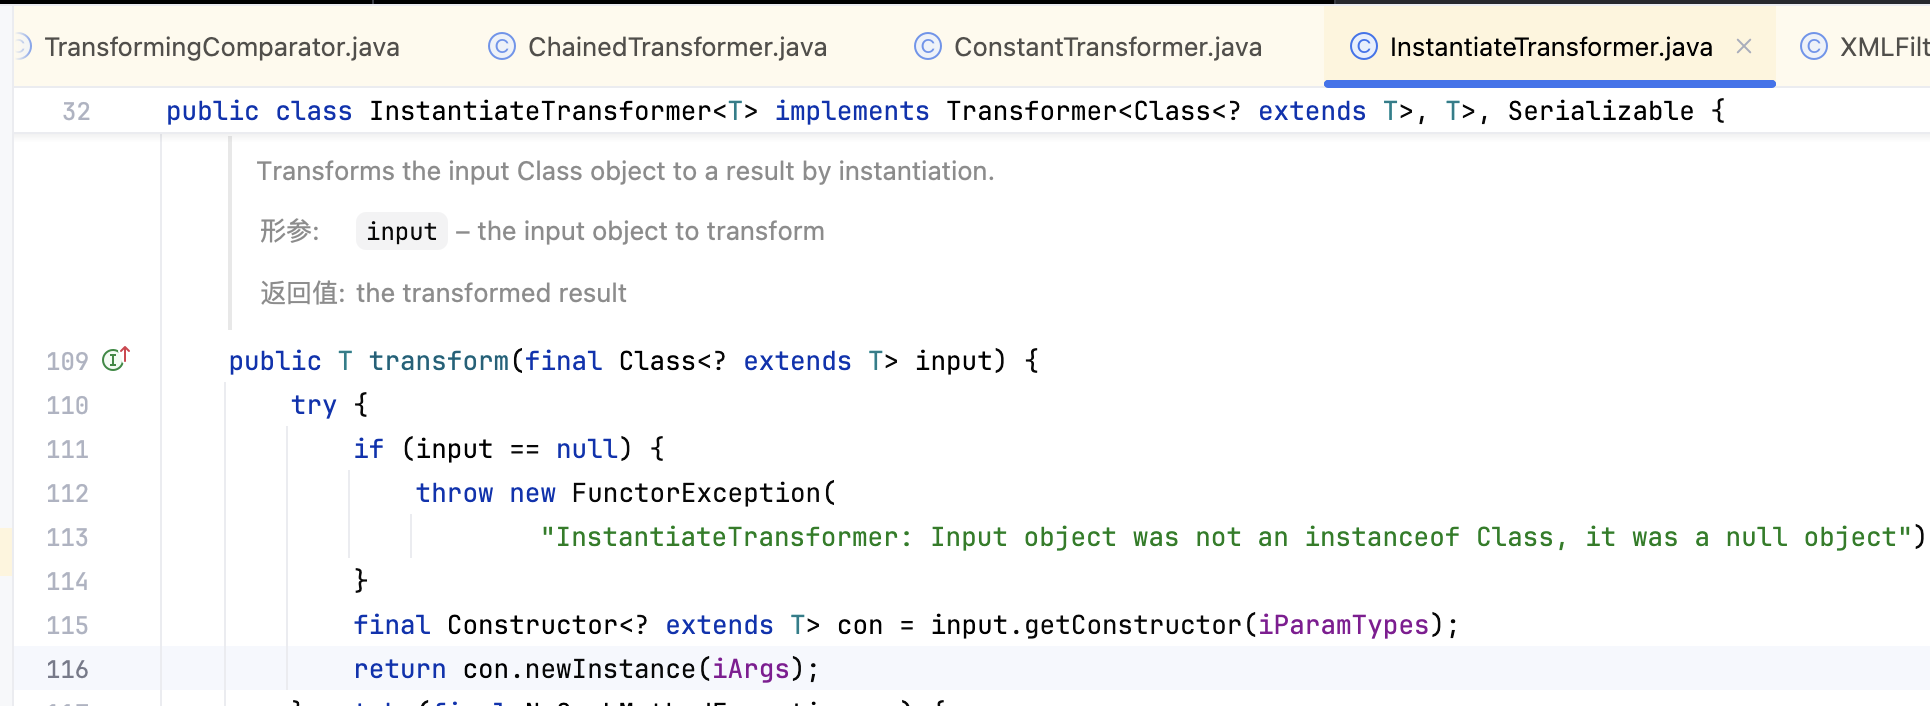 TransformingComparator.java ChainedTransformer.java ConstantTransformer.java InstantiateTransformer.java × XMLFilt
32 public class InstantiateTransformer<T> implements Transformer<Class<? extends T>, T>, Serializable {
Transforms the input Class object to a result by instantiation.
形参: input – the input object to transform
返回值: the transformed result
109 public T transform(final Class<? extends T> input) {
110 try {
111 if (input == null) {
112 throw new FunctorException(
113 "InstantiateTransformer: Input object was not an instanceof Class, it was a null object")
114 }
115 final Constructor<? extends T> con = input.getConstructor(iParamTypes);
116 return con.newInstance(iArgs);